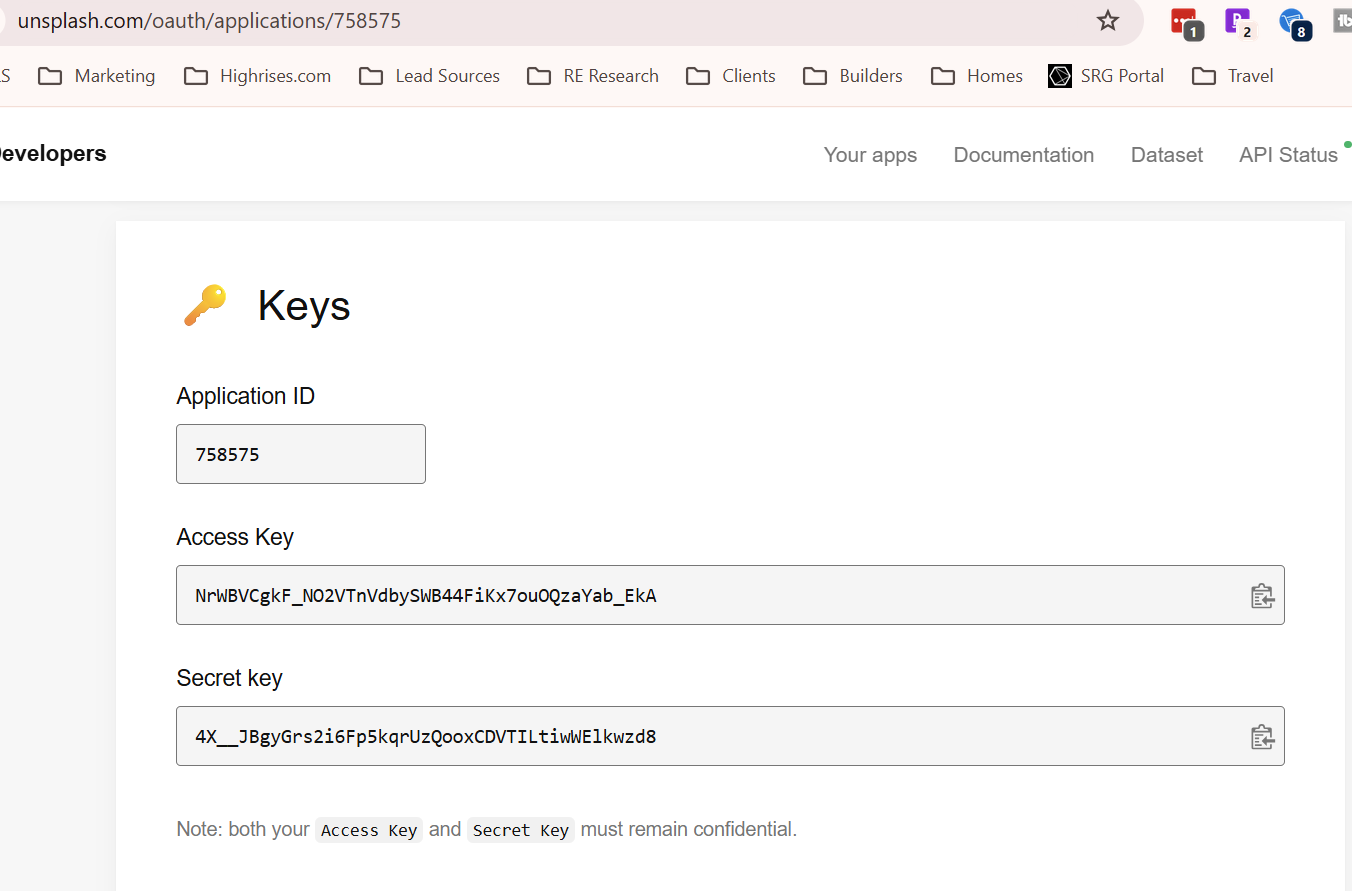 unsplash.com/oauth/applications/758575
1
2
8
S Marketing Highrises.com Lead Sources RE Research Clients Builders Homes SRG Portal Travel
evelopers
Your apps Documentation Dataset API Status
Keys
Application ID
758575
Access Key
NrWBVCgkF_NO2VTnVdbySWB44FiKx7ouOQzaYab_EkA
Secret key
4X__JBgyGrs2i6Fp5kqrUzQooxCDVTILtiwWElkwzd8
Note: both your Access Key and Secret Key must remain confidential.